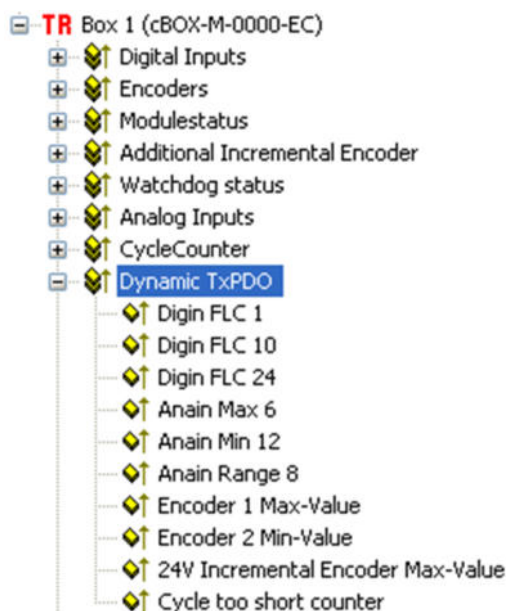 TR Box 1 (cBOX-M-0000-EC)
Digital Inputs
Encoders
Modulestatus
Additional Incremental Encoder
Watchdog status
Analog Inputs
CycleCounter
Dynamic TxPDO
Digin FLC 1
Digin FLC 10
Digin FLC 24
Anain Max 6
Anain Min 12
Anain Range 8
Encoder 1 Max-Value
Encoder 2 Min-Value
24V Incremental Encoder Max-Value
Cycle too short counter